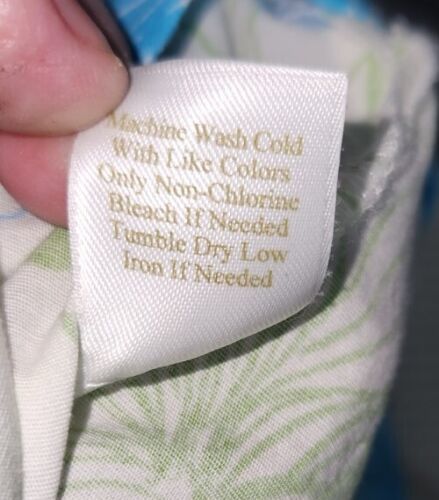 Machine Wash Cold
With Like Colors
Only Non-Chlorine
Bleach If Needed
Tumble Dry Low
Iron If Needed